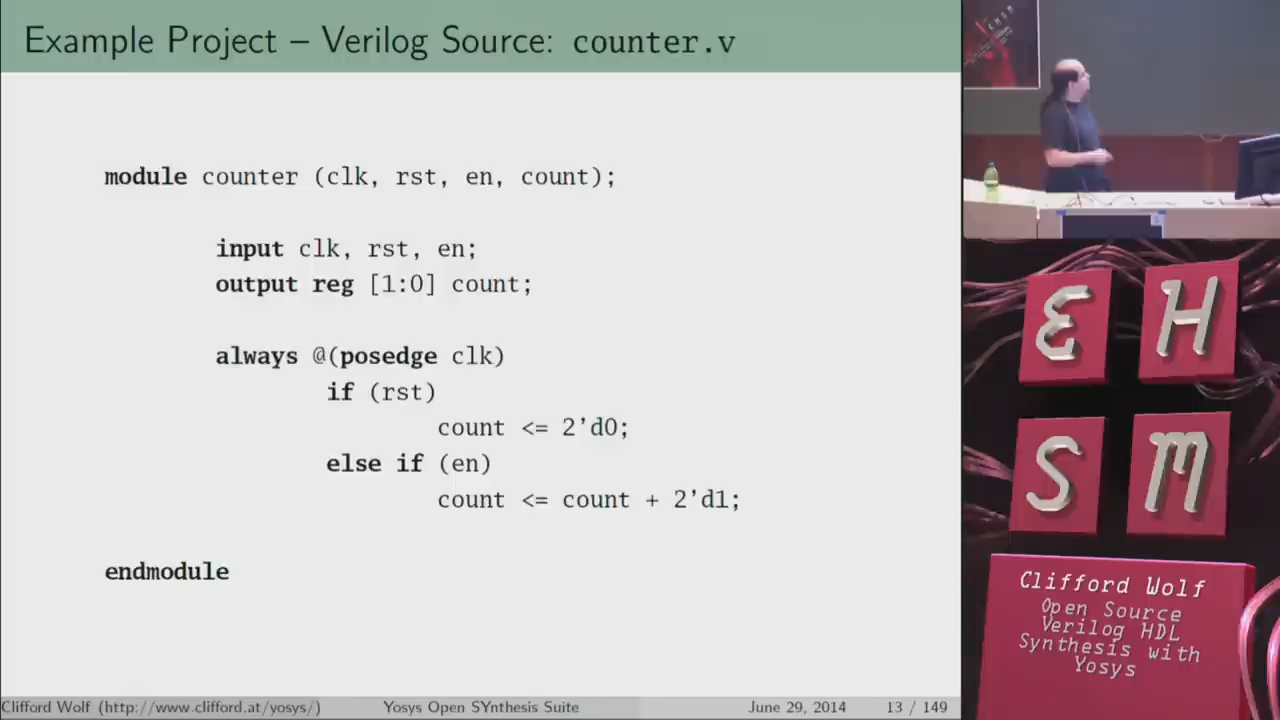 Example Project – Verilog Source: counter.v
module counter (clk, rst, en, count);
input clk, rst, en;
output reg [1:0] count;
always @(posedge clk)
if (rst)
count <= 2'd0;
else if (en)
count <= count + 2'd1;
endmodule
Clifford Wolf (http://www.clifford.at/yosys/)
Yosys Open SYnthesis Suite
June 29, 2014
13 / 149
E H
S M
Clifford Wolf
Open Source
Verilog HDL
Synthesis with
Yosys